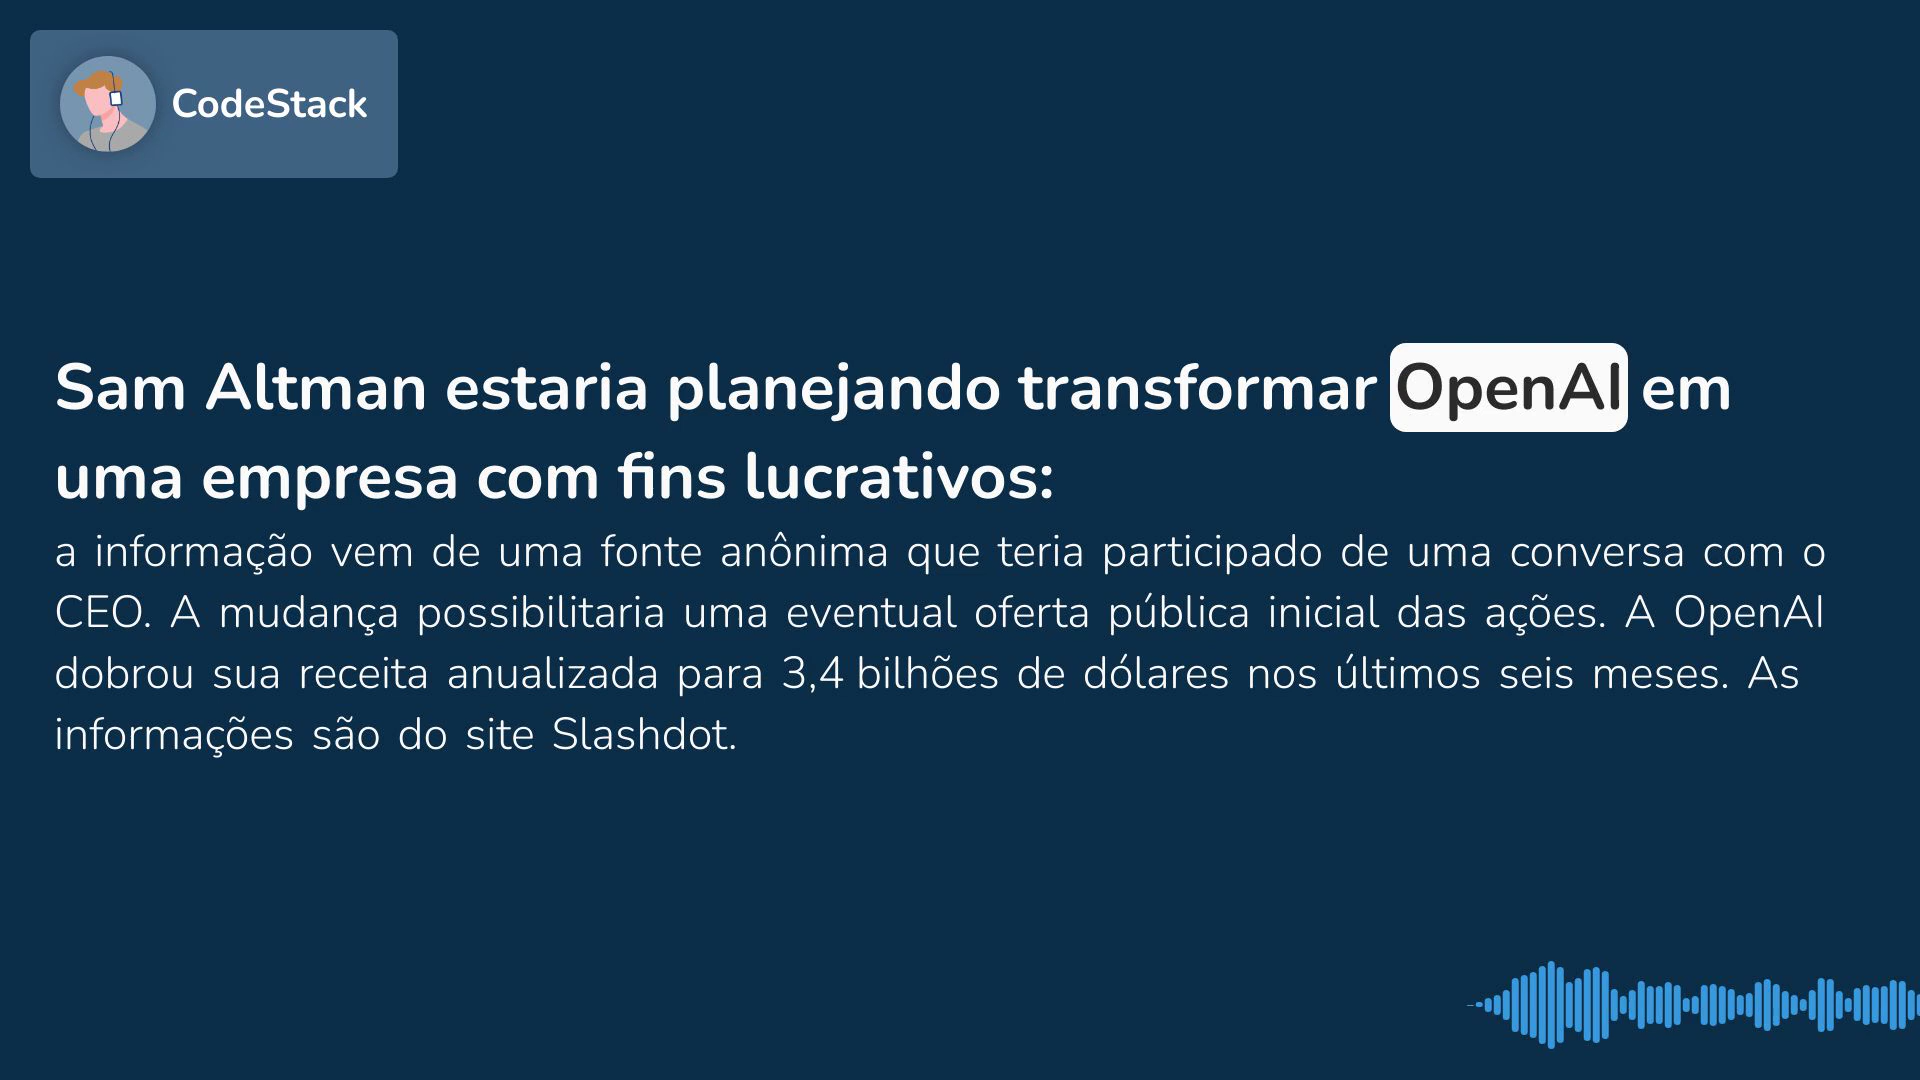 CodeStack
Sam Altman estaria planejando transformar OpenAI em
uma empresa com fins lucrativos:
a informação vem de uma fonte anônima que teria participado de uma conversa com o
CEO. A mudança possibilitaria uma eventual oferta pública inicial das ações. A OpenAI
dobrou sua receita anualizada para 3,4 bilhões de dólares nos últimos seis meses. As
informações são do site Slashdot.